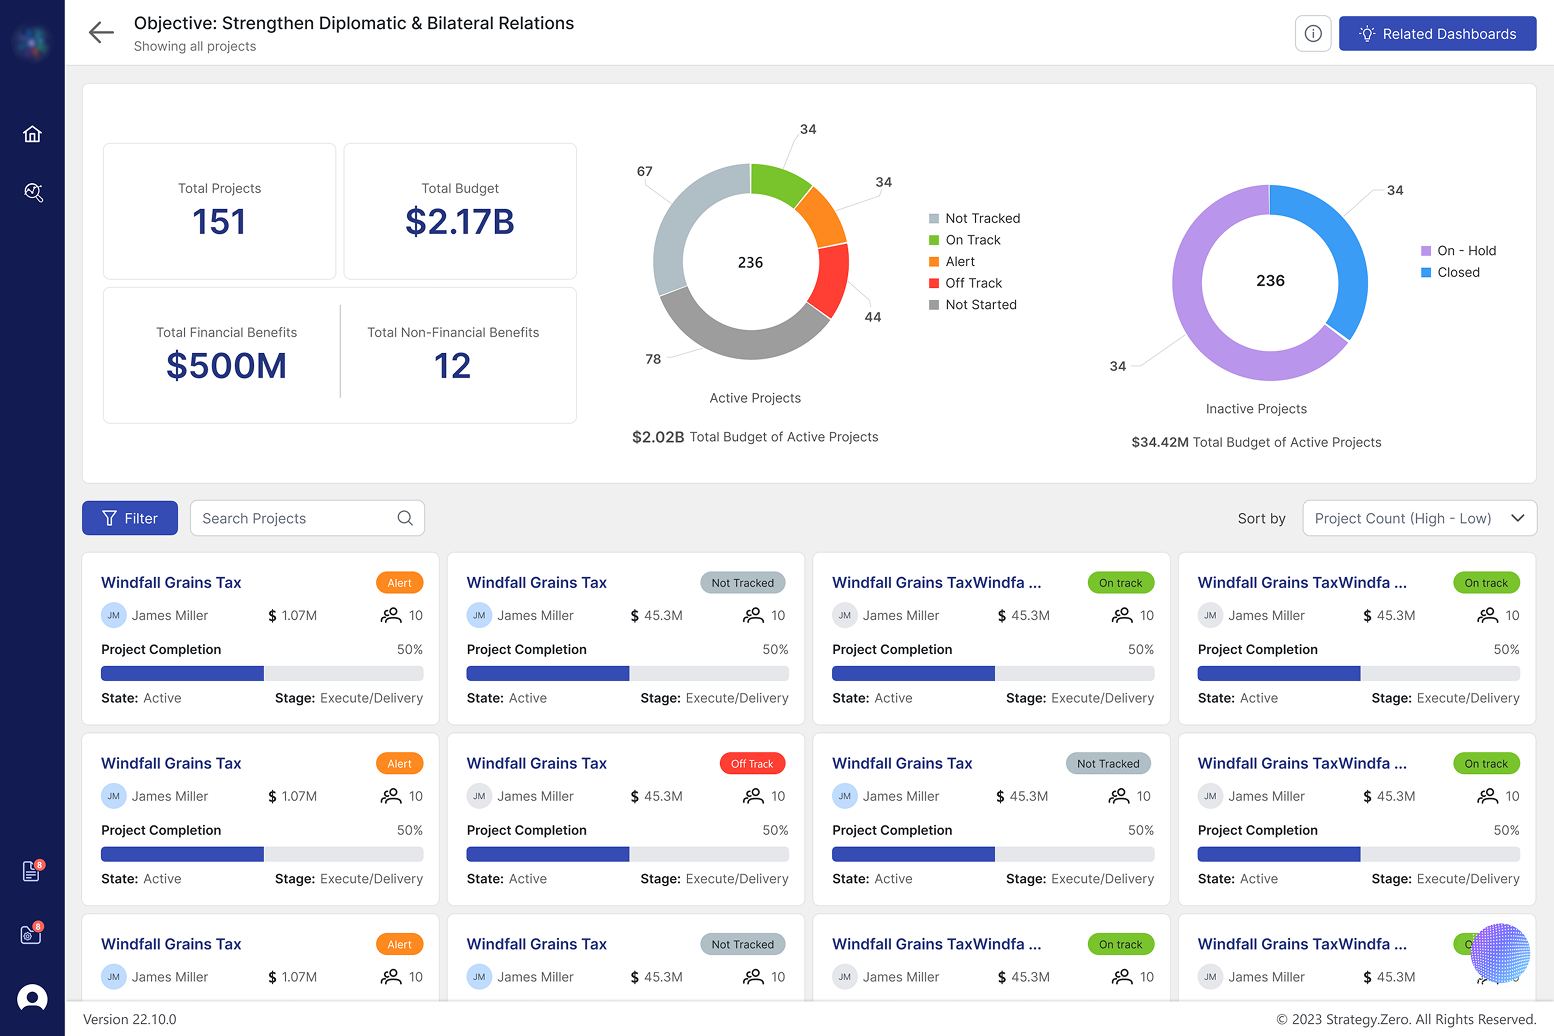 Objective: Strengthen Diplomatic & Bilateral Relations
Showing all projects
Related Dashboards
Total Projects
151
Total Budget
$2.17B
Total Financial Benefits
$500M
Total Non-Financial Benefits
12
34
67
34
236
44
78
Not Tracked
On Track
Alert
Off Track
Not Started
Active Projects
$2.02B Total Budget of Active Projects
34
236
34
On - Hold
Closed
Inactive Projects
$34.42M Total Budget of Active Projects
Filter
Search Projects
Sort by
Project Count (High - Low)
Windfall Grains Tax Alert
JM James Miller $ 1.07M 10
Project Completion 50%
State: Active Stage: Execute/Delivery
Windfall Grains Tax Not Tracked
JM James Miller $ 45.3M 10
Project Completion 50%
State: Active Stage: Execute/Delivery
Windfall Grains TaxWindfa ... On track
JM James Miller $ 45.3M 10
Project Completion 50%
State: Active Stage: Execute/Delivery
Windfall Grains TaxWindfa ... On track
JM James Miller $ 45.3M 10
Project Completion 50%
State: Active Stage: Execute/Delivery
Windfall Grains Tax Alert
JM James Miller $ 1.07M 10
Project Completion 50%
State: Active Stage: Execute/Delivery
Windfall Grains Tax Off Track
JM James Miller $ 45.3M 10
Project Completion 50%
State: Active Stage: Execute/Delivery
Windfall Grains Tax Not Tracked
JM James Miller $ 45.3M 10
Project Completion 50%
State: Active Stage: Execute/Delivery
Windfall Grains TaxWindfa ... On track
JM James Miller $ 45.3M 10
Project Completion 50%
State: Active Stage: Execute/Delivery
Windfall Grains Tax Alert
JM James Miller $ 1.07M 10
Windfall Grains Tax Not Tracked
JM James Miller $ 45.3M 10
Windfall Grains TaxWindfa ... On track
JM James Miller $ 45.3M 10
Windfall Grains TaxWindfa ...
JM James Miller $ 45.3M
8
8
Version 22.10.0
© 2023 Strategy.Zero. All Rights Reserved.